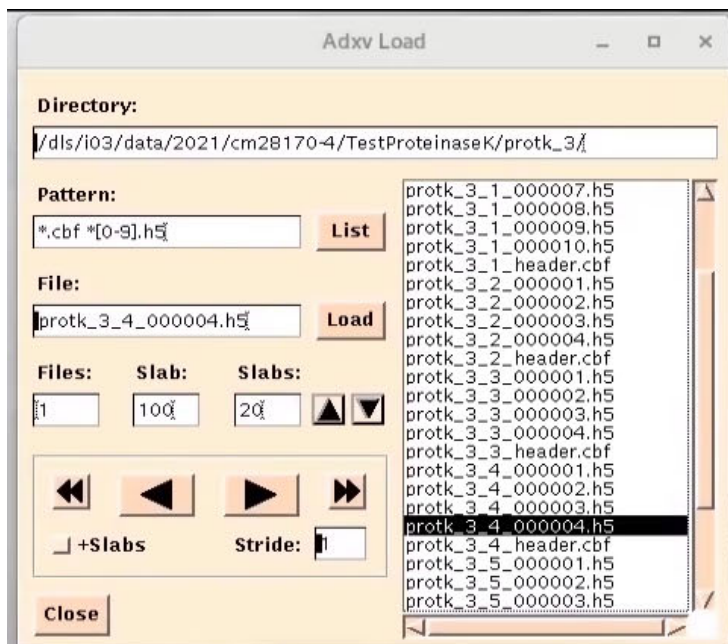 Adxv Load
Directory:
/dls/i03/data/2021/cm28170-4/TestProteinaseK/protk_3/
Pattern:
*.cbf *[0-9].h5
List
File:
protk_3_4_000004.h5
Load
Files: Slab: Slabs:
1 100 20
+Slabs Stride: 1
Close
protk_3_1_000007.h5
protk_3_1_000008.h5
protk_3_1_000009.h5
protk_3_1_000010.h5
protk_3_1_header.cbf
protk_3_2_000001.h5
protk_3_2_000002.h5
protk_3_2_000003.h5
protk_3_2_000004.h5
protk_3_2_header.cbf
protk_3_3_000001.h5
protk_3_3_000002.h5
protk_3_3_000003.h5
protk_3_3_000004.h5
protk_3_3_header.cbf
protk_3_4_000001.h5
protk_3_4_000002.h5
protk_3_4_000003.h5
protk_3_4_000004.h5
protk_3_4_header.cbf
protk_3_5_000001.h5
protk_3_5_000002.h5
protk_3_5_000003.h5